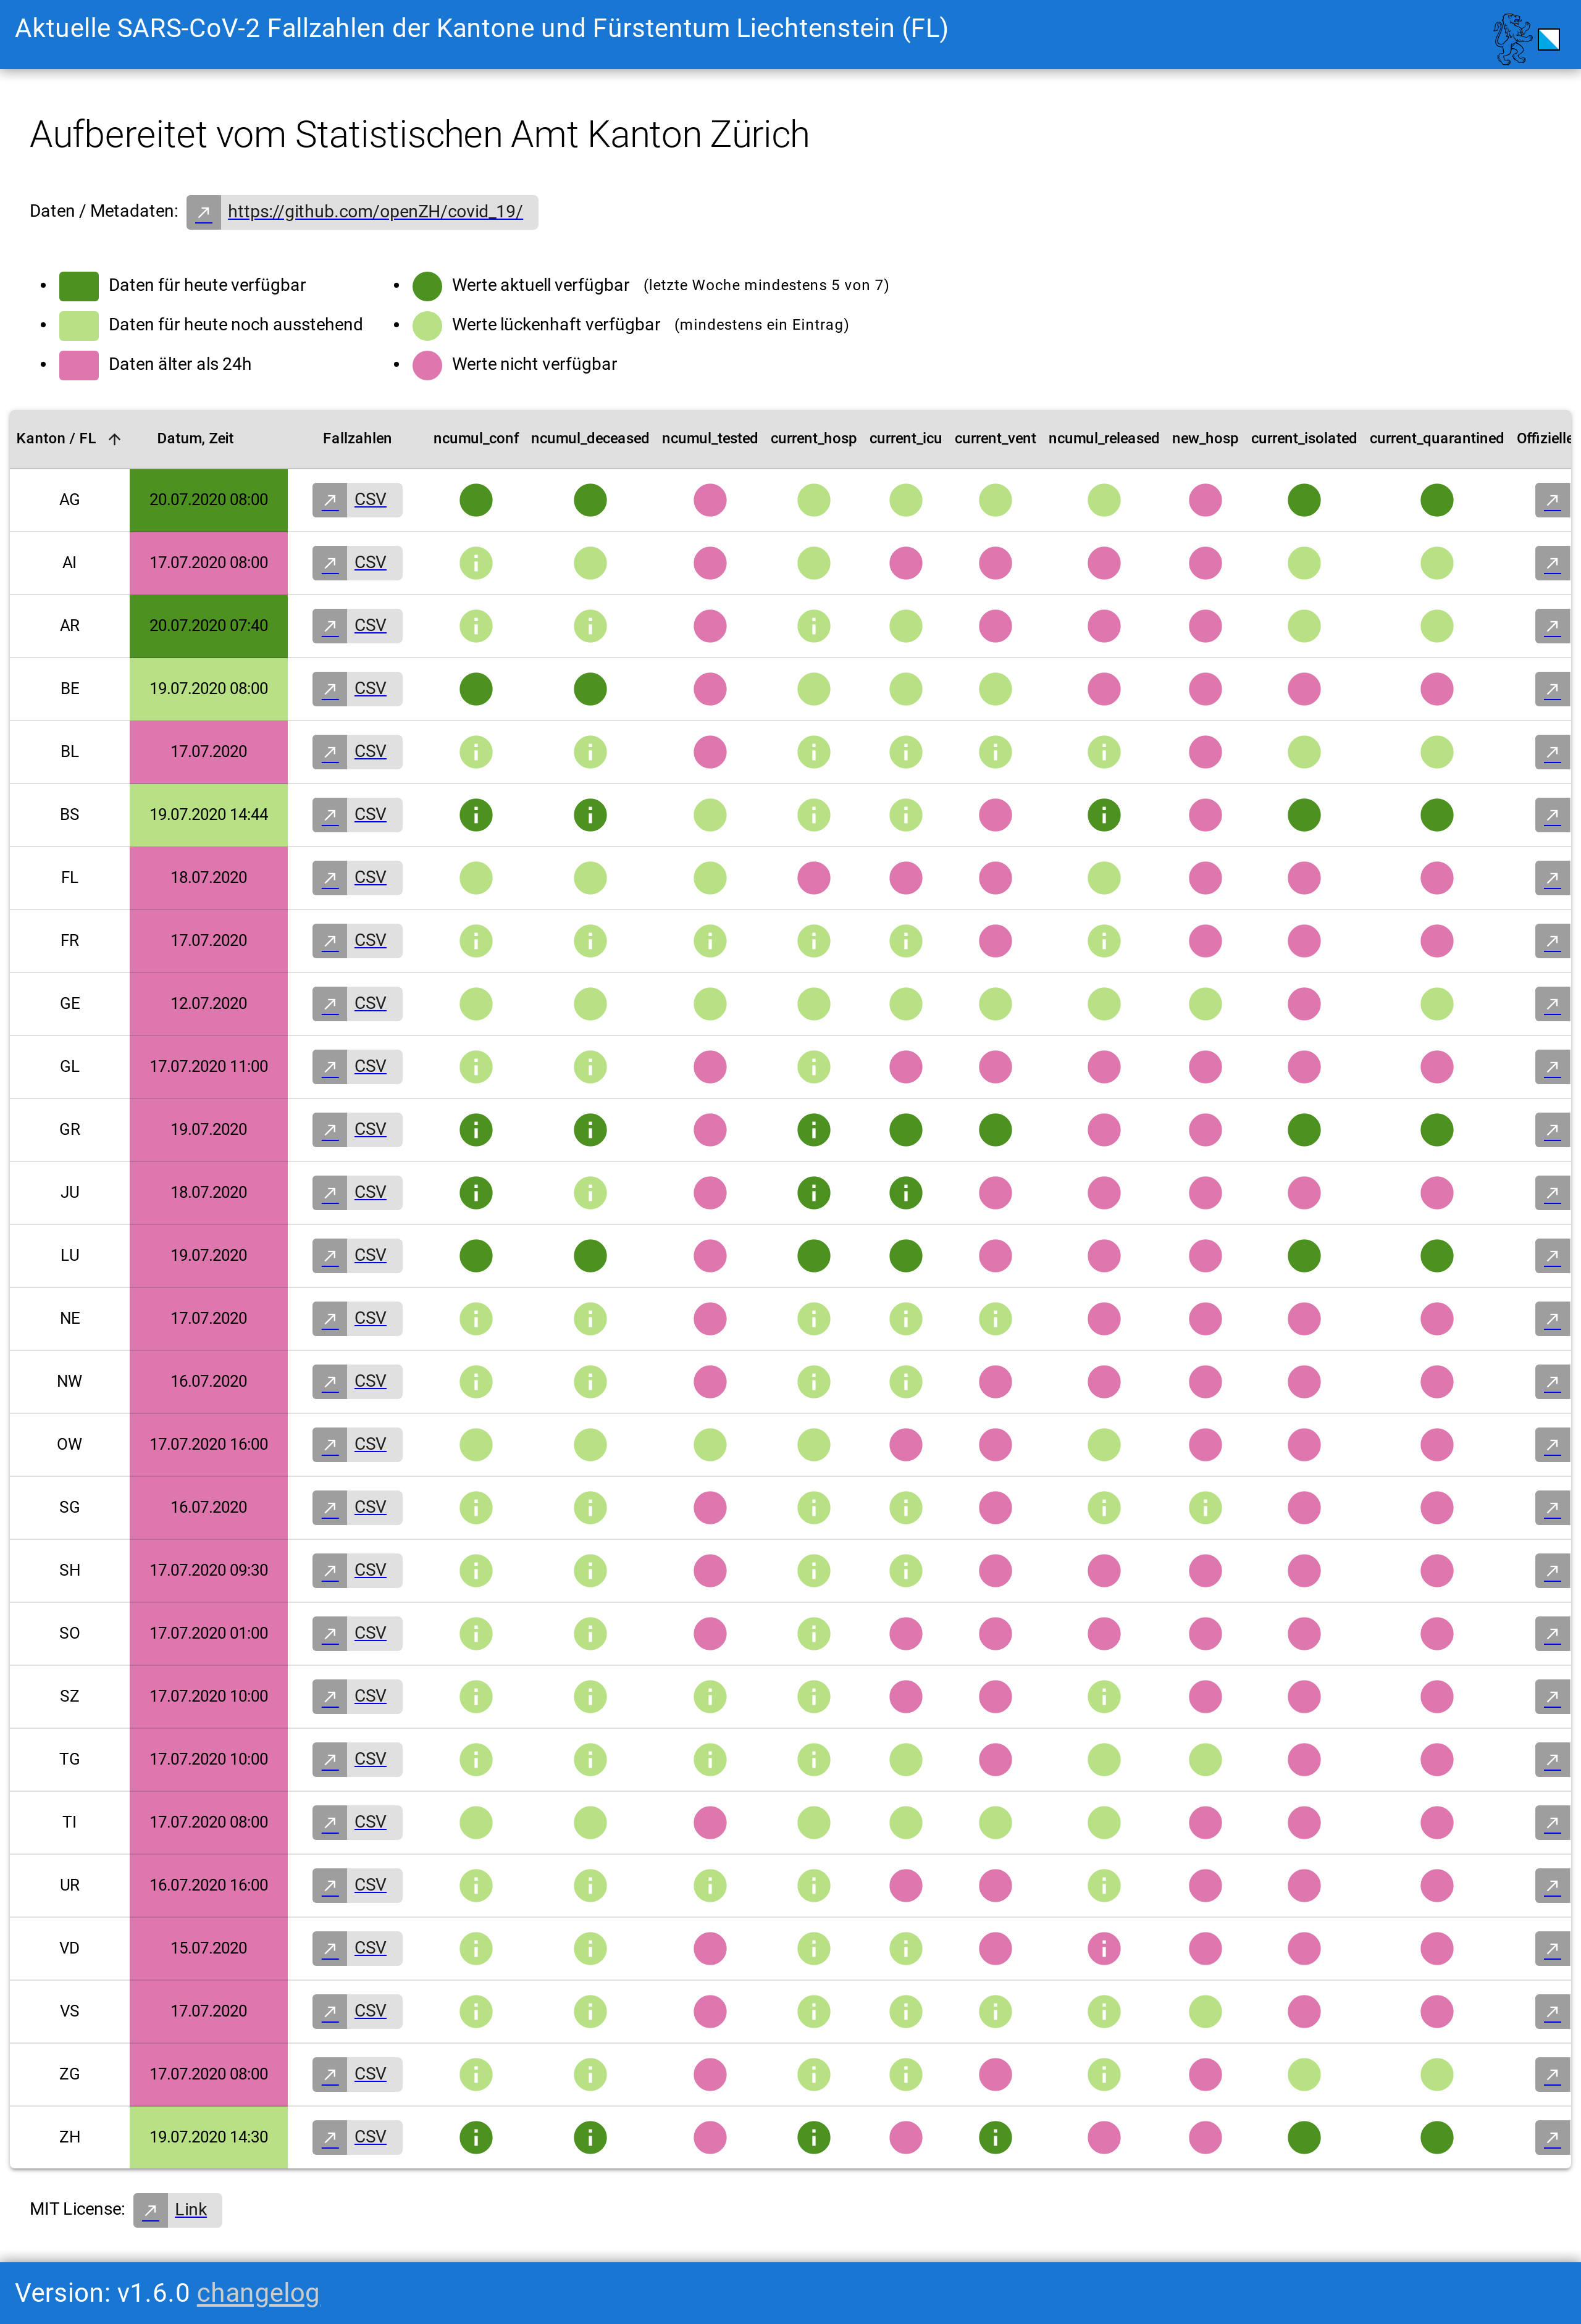 Aktuelle SARS-CoV-2 Fallzahlen der Kantone und Fürstentum Liechtenstein (FL)
Aufbereitet vom Statistischen Amt Kanton Zürich
Daten / Metadaten: https://github.com/openZH/covid_19/
Daten für heute verfügbar
Daten für heute noch ausstehend
Daten älter als 24h
Werte aktuell verfügbar (letzte Woche mindestens 5 von 7)
Werte lückenhaft verfügbar (mindestens ein Eintrag)
Werte nicht verfügbar
Kanton / FL Datum, Zeit Fallzahlen ncumul_conf ncumul_deceased ncumul_tested current_hosp current_icu current_vent ncumul_released new_hosp current_isolated current_quarantined Offizielle
AG 20.07.2020 08:00 CSV
AI 17.07.2020 08:00 CSV
AR 20.07.2020 07:40 CSV
BE 19.07.2020 08:00 CSV
BL 17.07.2020 CSV
BS 19.07.2020 14:44 CSV
FL 18.07.2020 CSV
FR 17.07.2020 CSV
GE 12.07.2020 CSV
GL 17.07.2020 11:00 CSV
GR 19.07.2020 CSV
JU 18.07.2020 CSV
LU 19.07.2020 CSV
NE 17.07.2020 CSV
NW 16.07.2020 CSV
OW 17.07.2020 16:00 CSV
SG 16.07.2020 CSV
SH 17.07.2020 09:30 CSV
SO 17.07.2020 01:00 CSV
SZ 17.07.2020 10:00 CSV
TG 17.07.2020 10:00 CSV
TI 17.07.2020 08:00 CSV
UR 16.07.2020 16:00 CSV
VD 15.07.2020 CSV
VS 17.07.2020 CSV
ZG 17.07.2020 08:00 CSV
ZH 19.07.2020 14:30 CSV
MIT License: Link
Version: v1.6.0 changelog